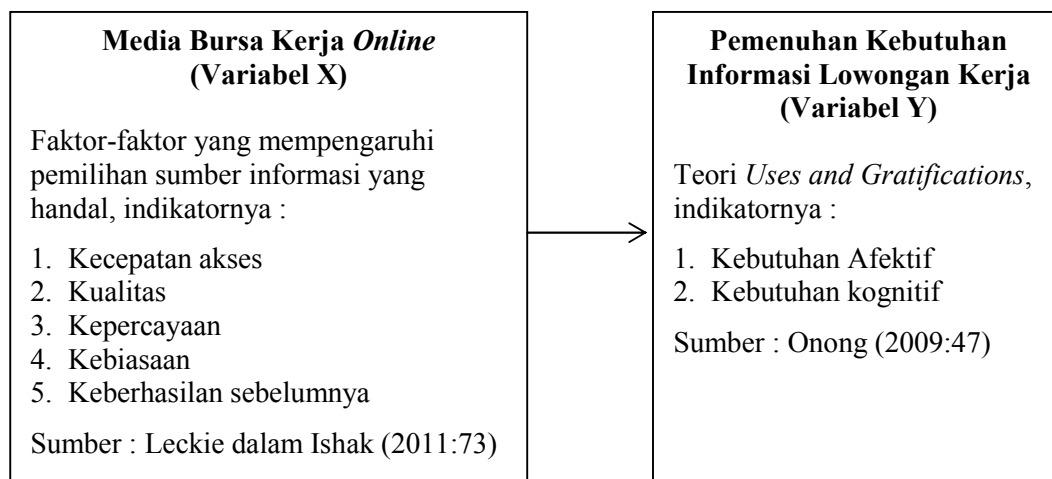 Media Bursa Kerja Online
(Variabel X)
Faktor-faktor yang mempengaruhi
pemilihan sumber informasi yang
handal, indikatornya :
1. Kecepatan akses
2. Kualitas
3. Kepercayaan
4. Kebiasaan
5. Keberhasilan sebelumnya
Sumber : Leckie dalam Ishak (2011:73)
Pemenuhan Kebutuhan
Informasi Lowongan Kerja
(Variabel Y)
Teori Uses and Gratifications,
indikatornya :
1. Kebutuhan Afektif
2. Kebutuhan kognitif
Sumber : Onong (2009:47)